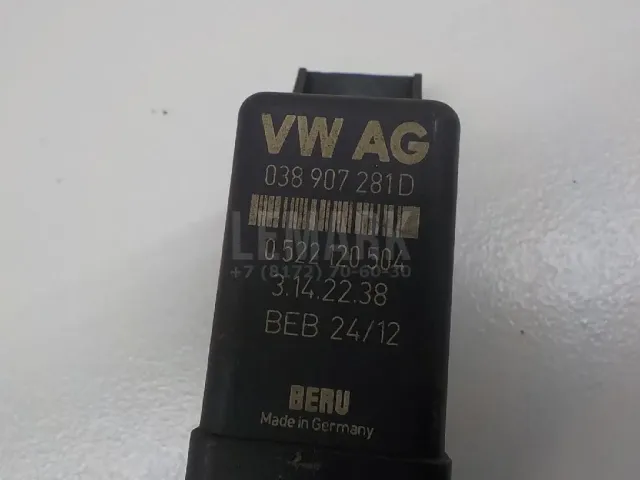 VW AG
038 907 281D
LEMARK
0 522 120 504
+7 (8172) 70-60-30
3.14.22.38
BEB 24/12
BERU
Made in Germany